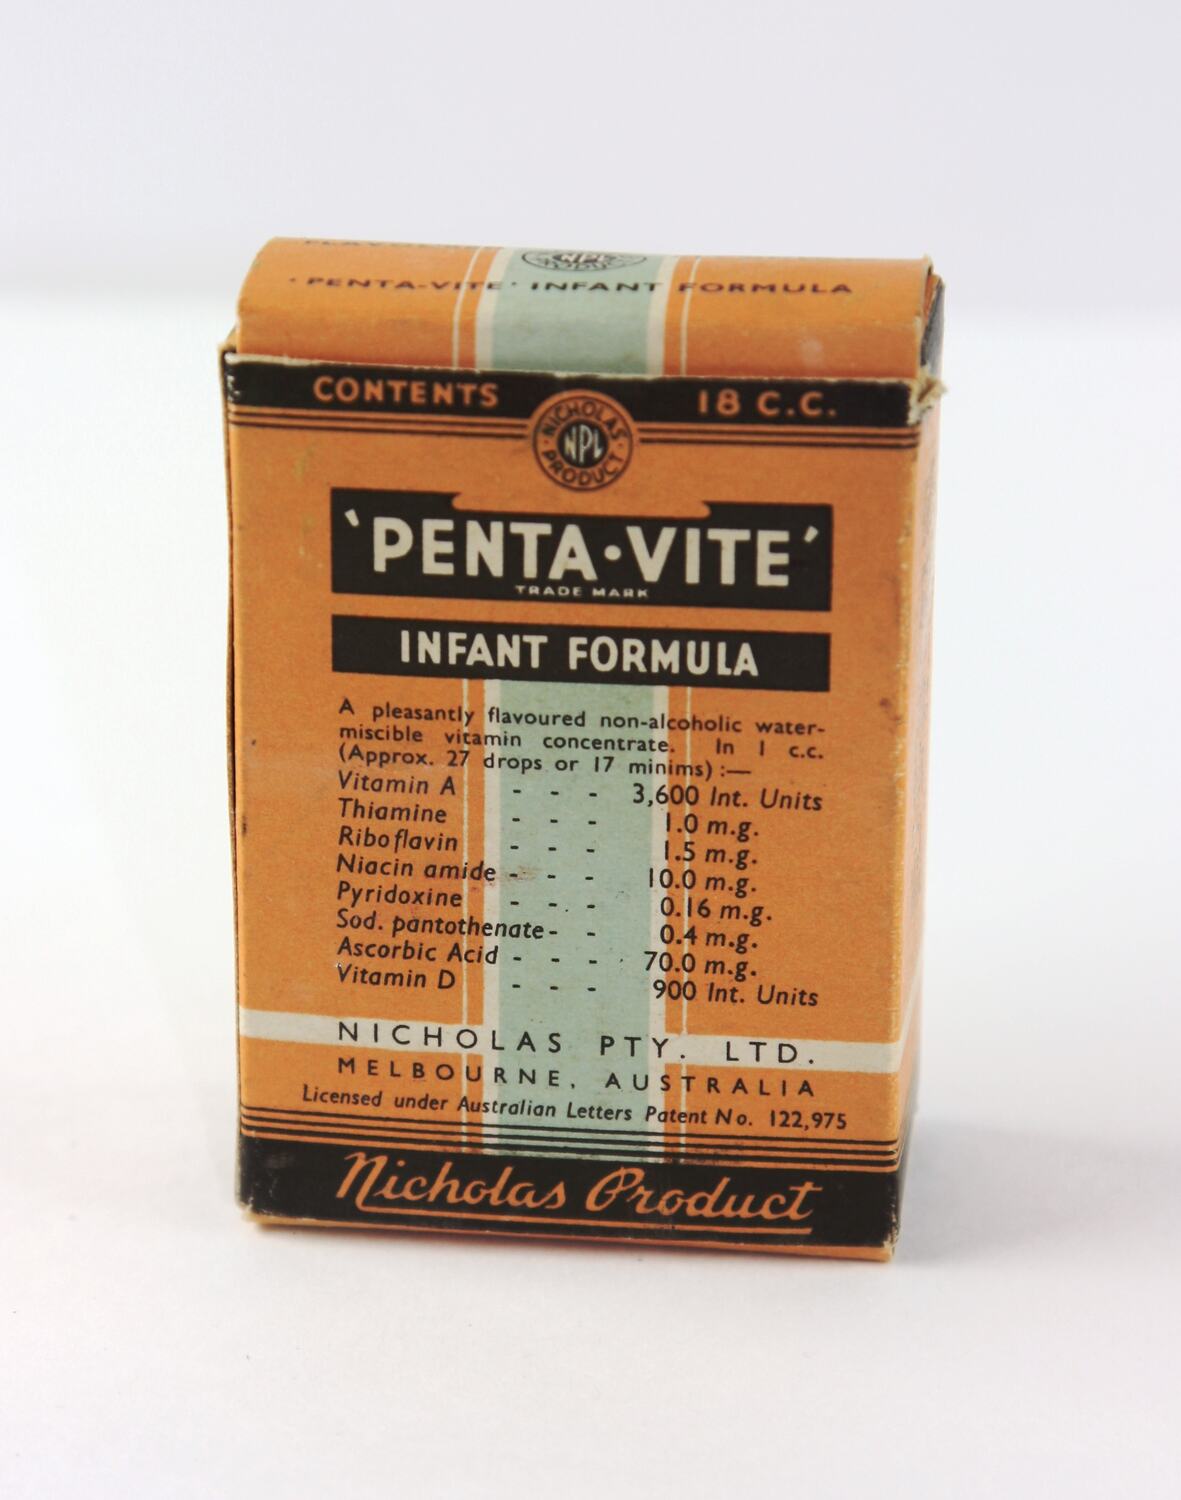 NPL
'PENTA-VITE' INFANT FORMULA
CONTENTS 18 C.C.
NICHOLAS NPL PRODUCT
'PENTA·VITE'
TRADE MARK
INFANT FORMULA
A pleasantly flavoured non-alcoholic water-
miscible vitamin concentrate. In 1 c.c.
(Approx. 27 drops or 17 minims) :—
Vitamin A - - - 3,600 Int. Units
Thiamine - - - 1.0 m.g.
Riboflavin - - - 1.5 m.g.
Niacin amide - - - 10.0 m.g.
Pyridoxine - - - 0.16 m.g.
Sod. pantothenate - - 0.4 m.g.
Ascorbic Acid - - - 70.0 m.g.
Vitamin D - - - 900 Int. Units
NICHOLAS PTY. LTD.
MELBOURNE, AUSTRALIA
Licensed under Australian Letters Patent No. 122,975
Nicholas Product